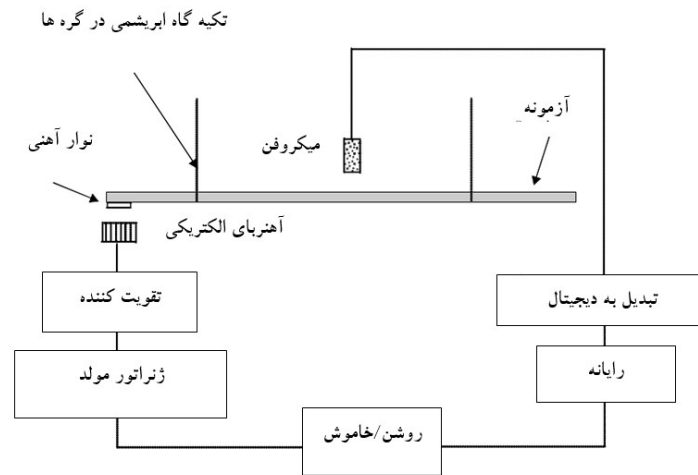 تکیه گاه ابریشمی در گره ها
آزمونه
میکروفن
نوار آهنی
آهنربای الکتریکی
تقویت کننده
تبدیل به دیجیتال
ژنراتور مولد
رایانه
روشن/خاموش